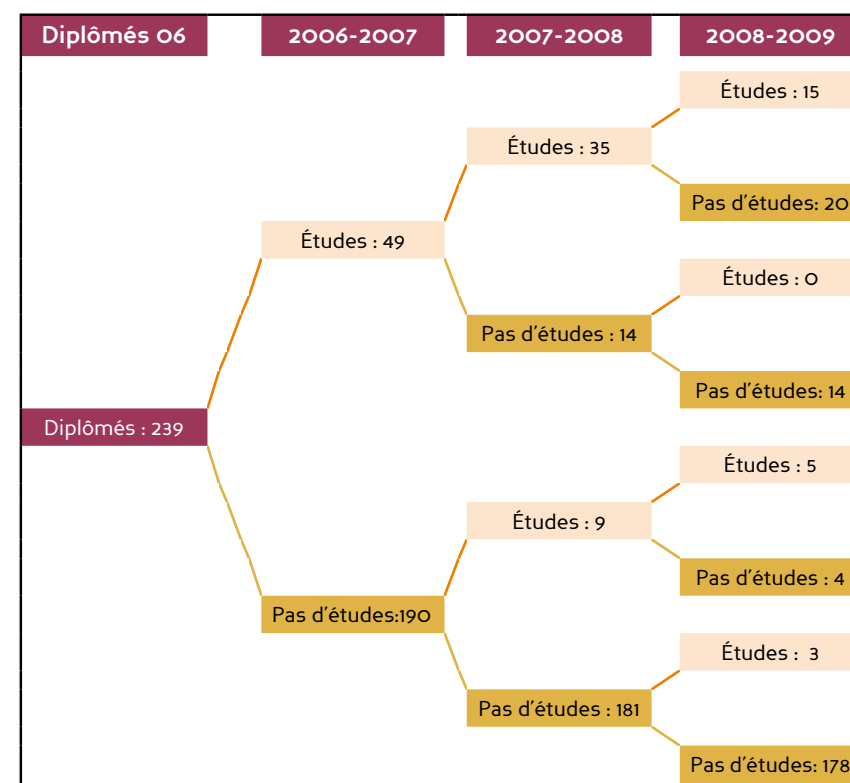 Diplômés 06 2006-2007 2007-2008 2008-2009
Études : 15
Études : 35
Pas d'études: 20
Études : 49
Études : 0
Pas d'études : 14
Pas d'études: 14
Diplômés : 239
Études : 5
Études : 9
Pas d'études : 4
Pas d'études:190
Études : 3
Pas d'études : 181
Pas d'études: 178